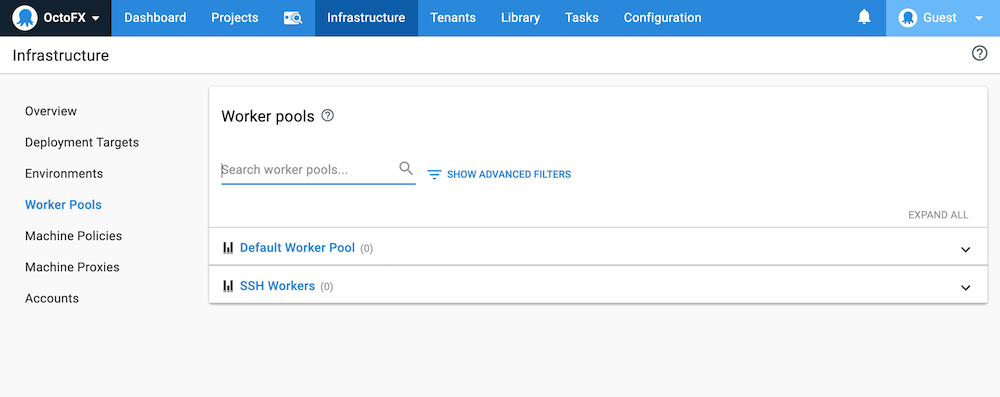 OctoFX Dashboard Projects Infrastructure Tenants Library Tasks Configuration Guest
Infrastructure
Overview
Deployment Targets
Environments
Worker Pools
Machine Policies
Machine Proxies
Accounts
Worker pools
Search worker pools...
SHOW ADVANCED FILTERS
EXPAND ALL
Default Worker Pool (0)
SSH Workers (0)